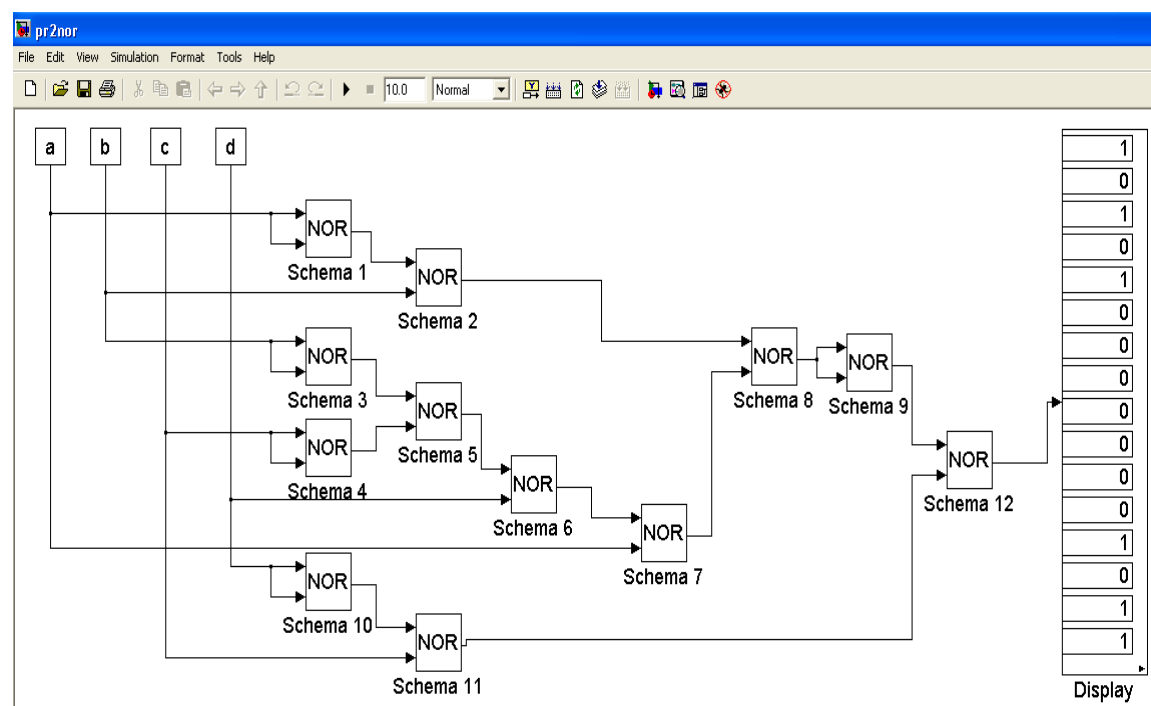 pr2nor
File Edit View Simulation Format Tools Help
10.0 Normal
a b c d
NOR
Schema 1
NOR
Schema 2
NOR
Schema 3
NOR
Schema 4
NOR
Schema 5
NOR
Schema 6
NOR
Schema 7
NOR
Schema 8
NOR
Schema 9
NOR
Schema 10
NOR
Schema 11
NOR
Schema 12
1
0
1
0
1
0
0
0
0
0
0
0
1
0
1
1
Display